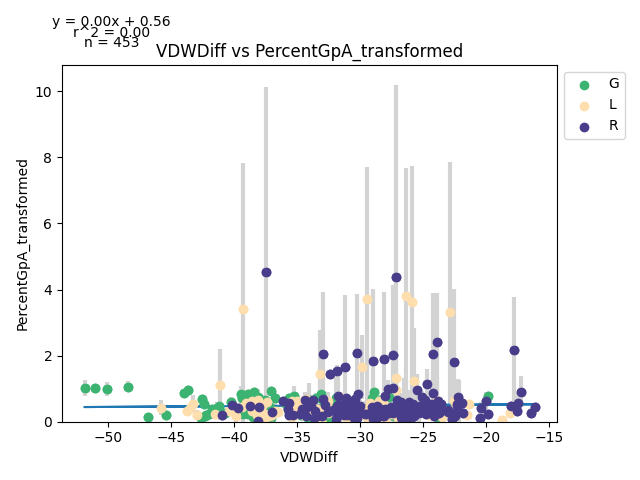 y = 0.00x + 0.56
r^2 = 0.00
n = 453
VDWDiff vs PercentGpA_transformed
PercentGpA_transformed
10
8
6
4
2
0
−50
−45
−40
−35
−30
−25
−20
−15
VDWDiff
G
L
R